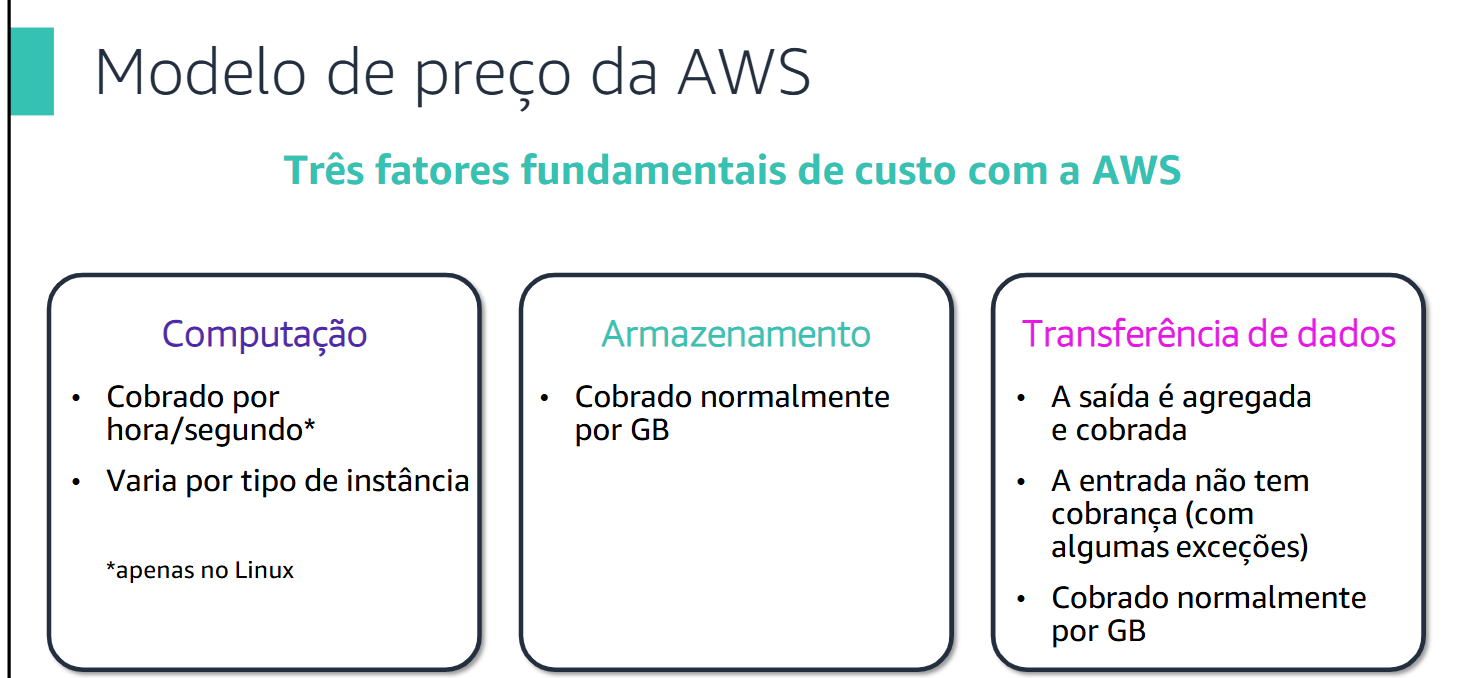 Modelo de preço da AWS
Três fatores fundamentais de custo com a AWS
Computação
• Cobrado por
hora/segundo*
• Varia por tipo de instância
*apenas no Linux
Armazenamento
• Cobrado normalmente
por GB
Transferência de dados
• A saída é agregada
e cobrada
• A entrada não tem
cobrança (com
algumas exceções)
• Cobrado normalmente
por GB